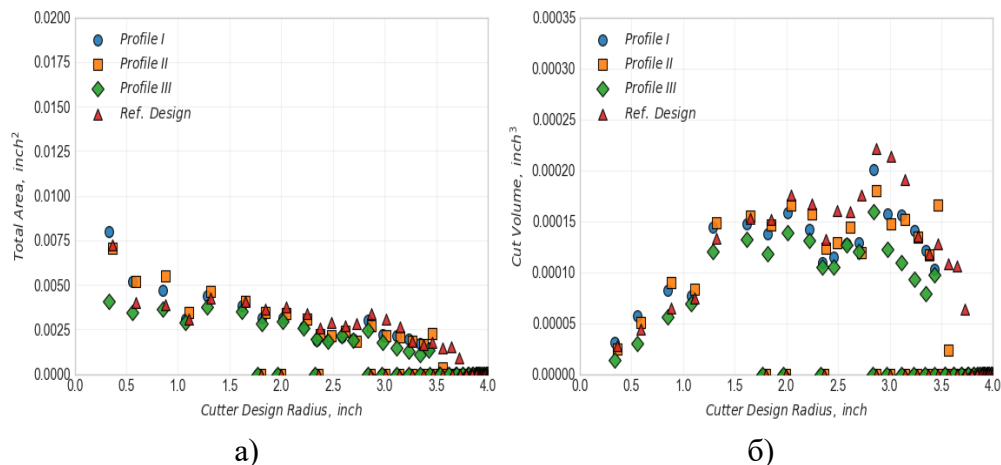 0.0200
0.0175
0.0150
0.0125
0.0100
0.0075
0.0050
0.0025
0.0000
Total Area, inch²
Profile I
Profile II
Profile III
Ref. Design
0.0 0.5 1.0 1.5 2.0 2.5 3.0 3.5 4.0
Cutter Design Radius, inch
а)
0.00035
0.00030
0.00025
0.00020
0.00015
0.00010
0.00005
0.00000
Cut Volume, inch³
Profile I
Profile II
Profile III
Ref. Design
0.0 0.5 1.0 1.5 2.0 2.5 3.0 3.5 4.0
Cutter Design Radius, inch
б)